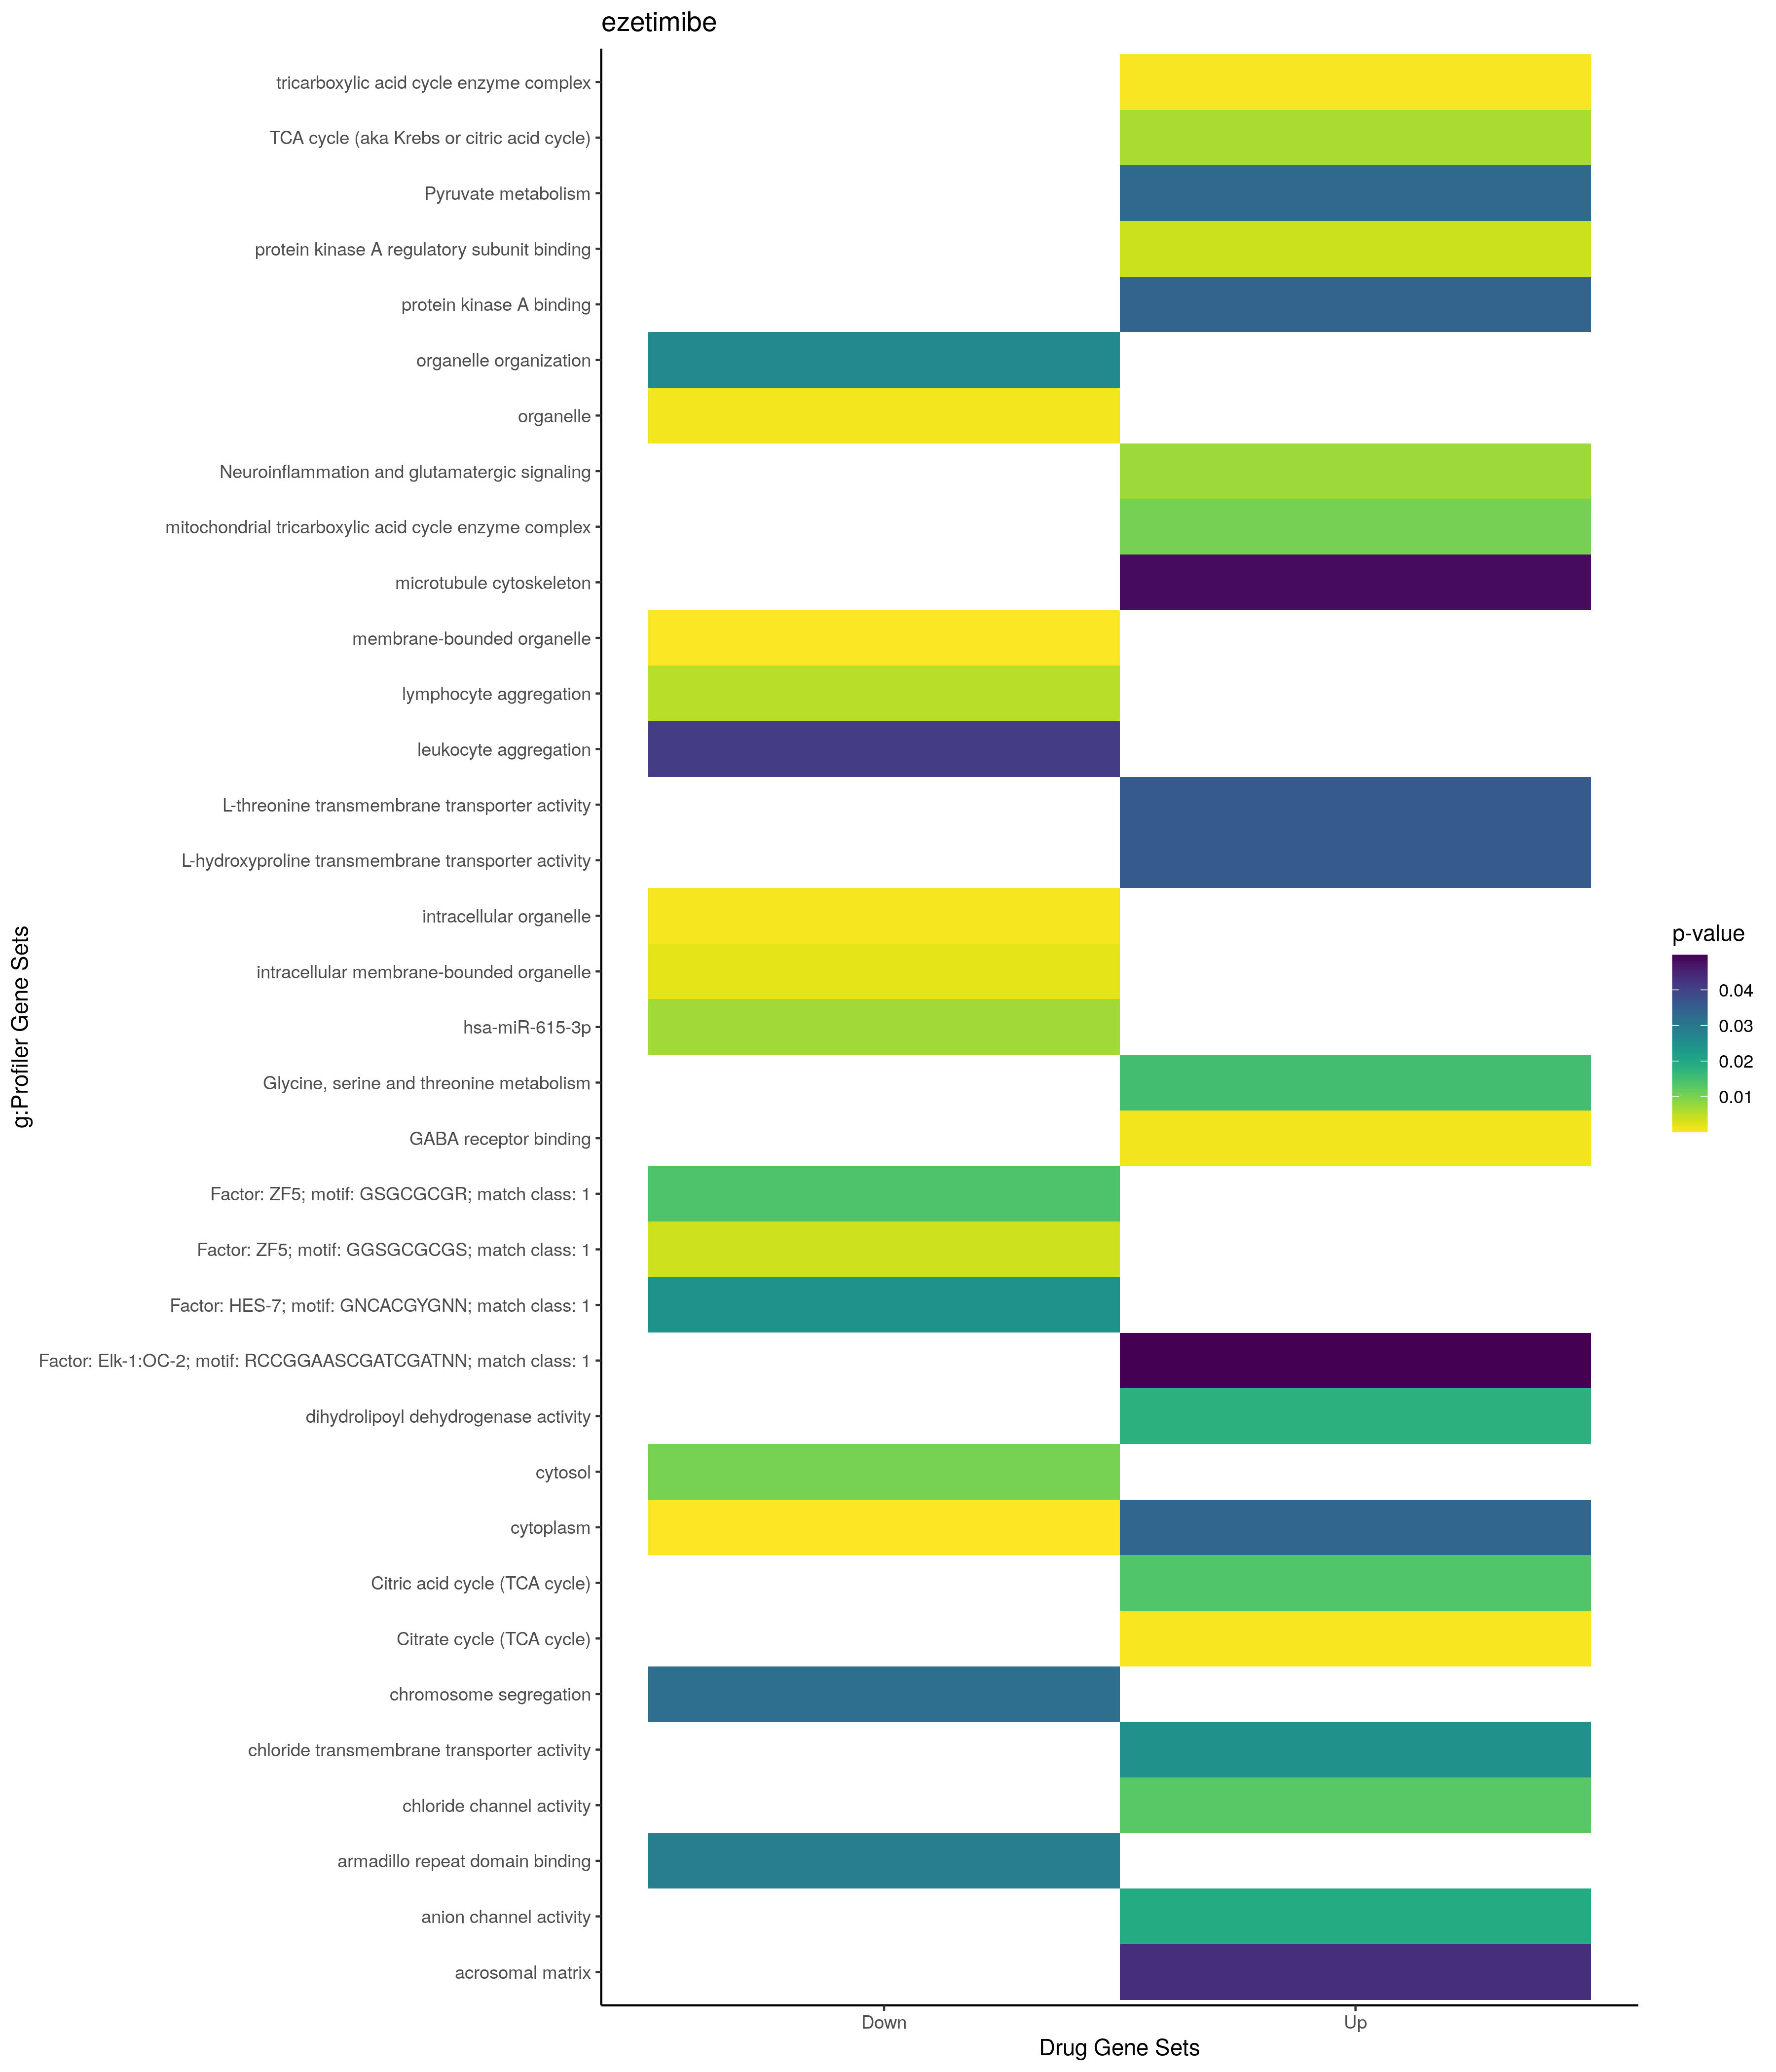 ezetimibe
tricarboxylic acid cycle enzyme complex
TCA cycle (aka Krebs or citric acid cycle)
Pyruvate metabolism
protein kinase A regulatory subunit binding
protein kinase A binding
organelle organization
organelle
Neuroinflammation and glutamatergic signaling
mitochondrial tricarboxylic acid cycle enzyme complex
microtubule cytoskeleton
membrane-bounded organelle
lymphocyte aggregation
leukocyte aggregation
L-threonine transmembrane transporter activity
L-hydroxyproline transmembrane transporter activity
intracellular organelle
intracellular membrane-bounded organelle
hsa-miR-615-3p
Glycine, serine and threonine metabolism
GABA receptor binding
Factor: ZF5; motif: GSGCGCGR; match class: 1
Factor: ZF5; motif: GGSGCGCGS; match class: 1
Factor: HES-7; motif: GNCACGYGNN; match class: 1
Factor: Elk-1:OC-2; motif: RCCGGAASCGATCGATNN; match class: 1
dihydrolipoyl dehydrogenase activity
cytosol
cytoplasm
Citric acid cycle (TCA cycle)
Citrate cycle (TCA cycle)
chromosome segregation
chloride transmembrane transporter activity
chloride channel activity
armadillo repeat domain binding
anion channel activity
acrosomal matrix
g:Profiler Gene Sets
Down
Up
Drug Gene Sets
p-value
0.04
0.03
0.02
0.01